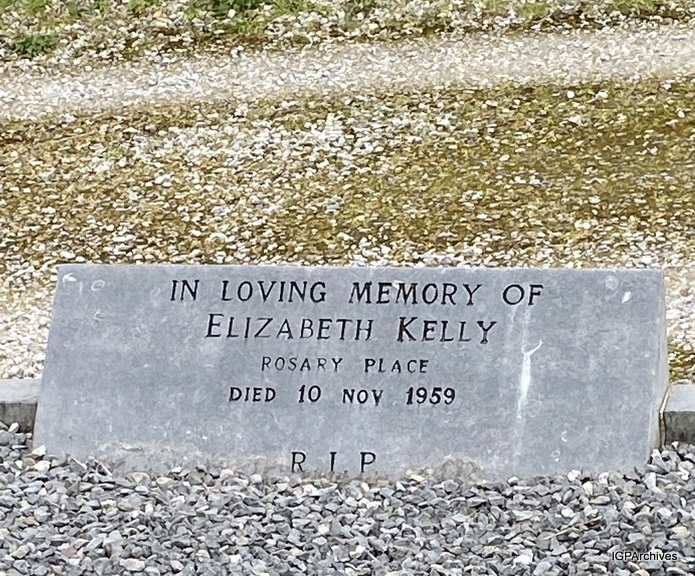 IN LOVING MEMORY OF
ELIZABETH KELLY
ROSARY PLACE
DIED 10 NOV 1959
R I P
IGPArchives